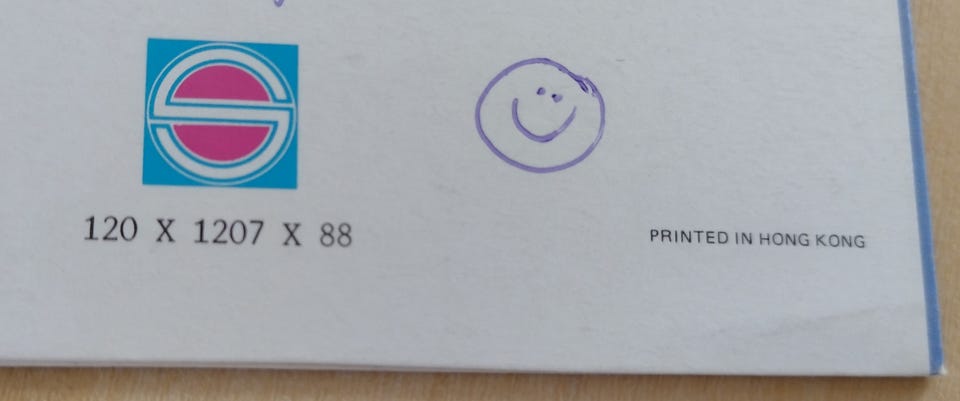 120 X 1207 X 88
PRINTED IN HONG KONG